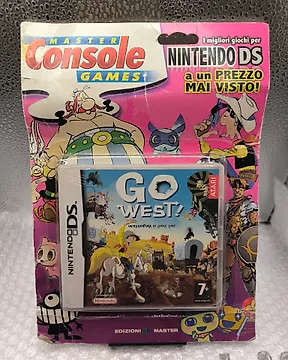 MASTER
Console
GAMES
I migliori giochi per
NINTENDO DS
a un PREZZO
MAI VISTO!
NINTENDO DS
GO
WEST!
ATARI
7+
EDIZIONI MASTER